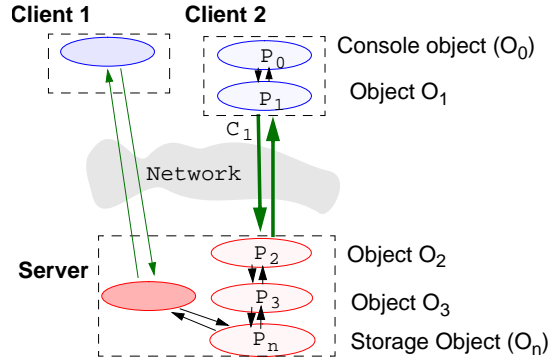 Client 1
Client 2
P₀
Console object (O₀)
P₁
Object O₁
C₁
Network
Server
P₂
Object O₂
P₃
Object O₃
Pₙ
Storage Object (Oₙ)